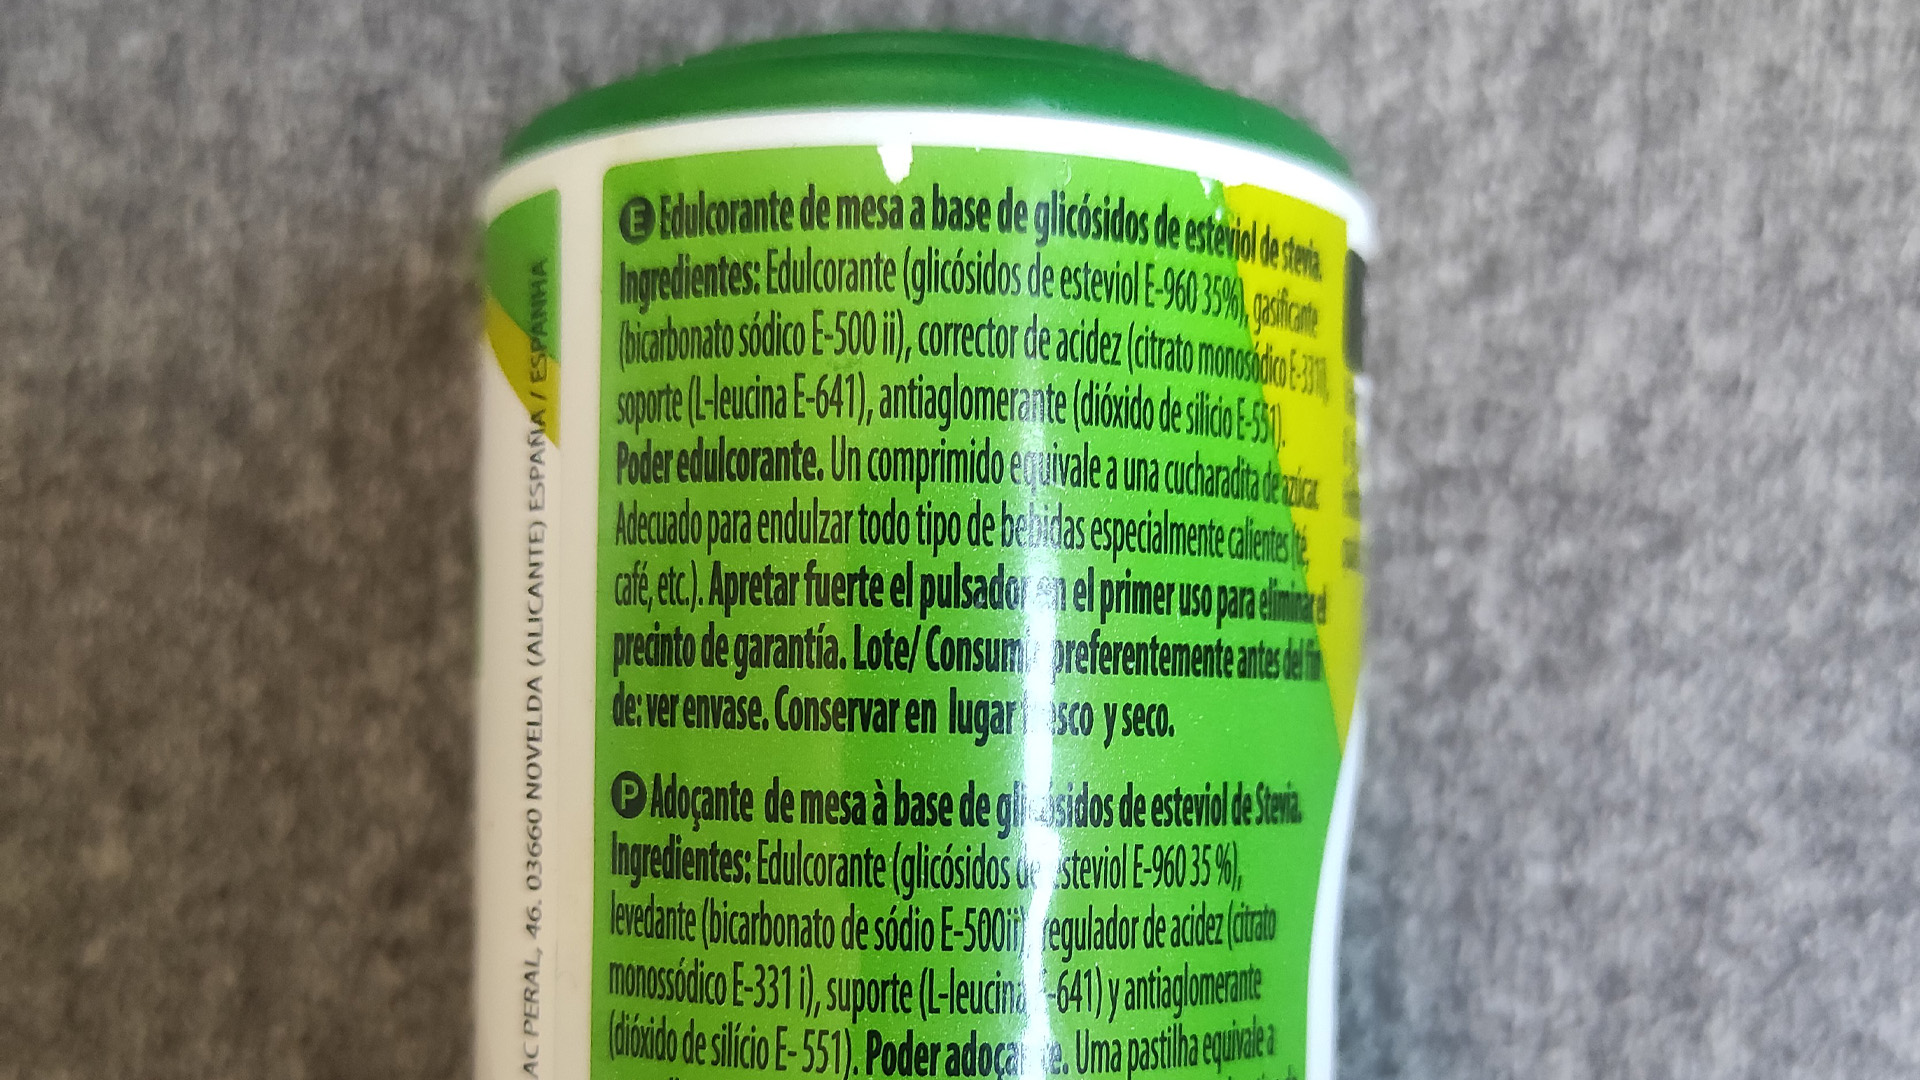 E Edulcorante de mesa a base de glicósidos de esteviol de stevia.
Ingredientes: Edulcorante (glicósidos de esteviol E-960 35%), gasificante
(bicarbonato sódico E-500 ii), corrector de acidez (citrato monosódico E-331i),
soporte (L-leucina E-641), antiaglomerante (dióxido de silicio E-551).
Poder edulcorante. Un comprimido equivale a una cucharadita de azúcar.
Adecuado para endulzar todo tipo de bebidas especialmente calientes (té,
café, etc.). Apretar fuerte el pulsador en el primer uso para eliminar el
precinto de garantía. Lote/ Consumir preferentemente antes del fin
de: ver envase. Conservar en lugar fresco y seco.
P Adoçante de mesa à base de glicósidos de esteviol de Stevia.
Ingredientes: Edulcorante (glicósidos de esteviol E-960 35 %),
levedante (bicarbonato de sódio E-500ii) regulador de acidez (citrato
monossódico E-331 i), suporte (L-leucina E-641) y antiaglomerante
(dióxido de silício E- 551). Poder adoçante. Uma pastilha equivale a
AC PERAL, 46. 03660 NOVELDA (ALICANTE) ESPAÑA / ESPANHA